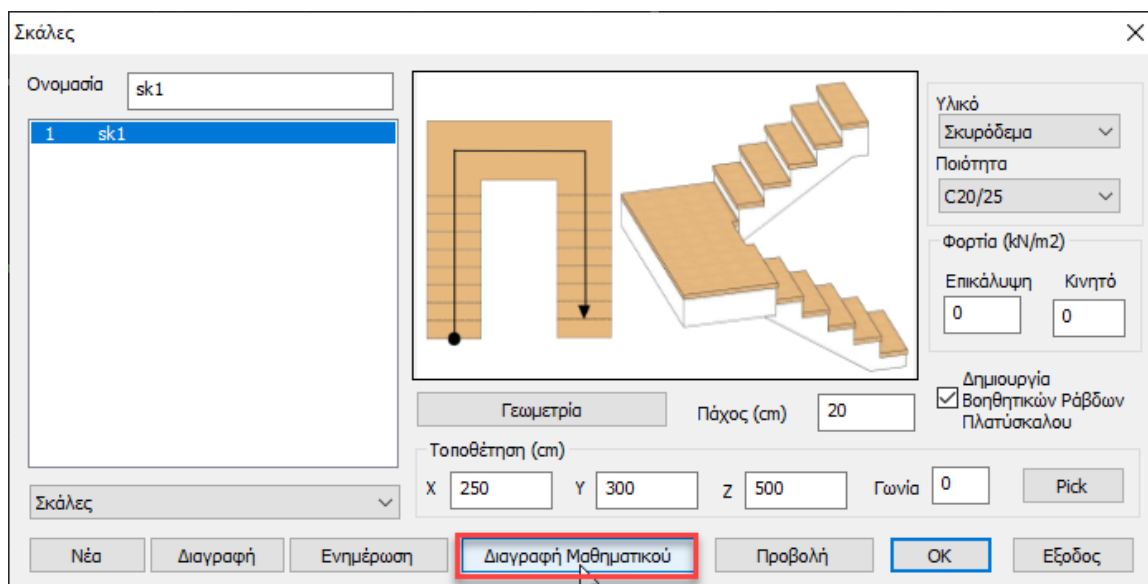 Σκάλες
Ονομασία
sk1
1 sk1
Υλικό
Σκυρόδεμα
Ποιότητα
C20/25
Φορτία (kN/m2)
Επικάλυψη Κινητό
0 0
Δημιουργία
Βοηθητικών Ράβδων
Πλατύσκαλου
Γεωμετρία Πάχος (cm) 20
Τοποθέτηση (cm)
X 250 Y 300 Z 500 Γωνία 0 Pick
Σκάλες
Νέα Διαγραφή Ενημέρωση Διαγραφή Μαθηματικού Προβολή OK Εξοδος